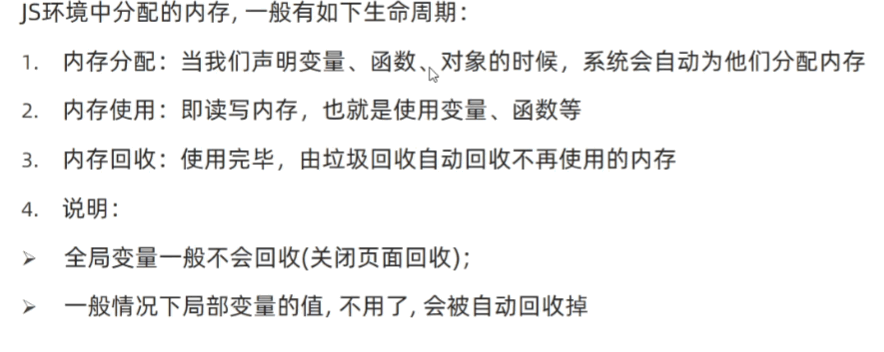 JS环境中分配的内存, 一般有如下生命周期：
1. 内存分配：当我们声明变量、函数、对象的时候，系统会自动为他们分配内存
2. 内存使用：即读写内存，也就是使用变量、函数等
3. 内存回收：使用完毕，由垃圾回收自动回收不再使用的内存
4. 说明：
➢ 全局变量一般不会回收(关闭页面回收)；
➢ 一般情况下局部变量的值, 不用了, 会被自动回收掉